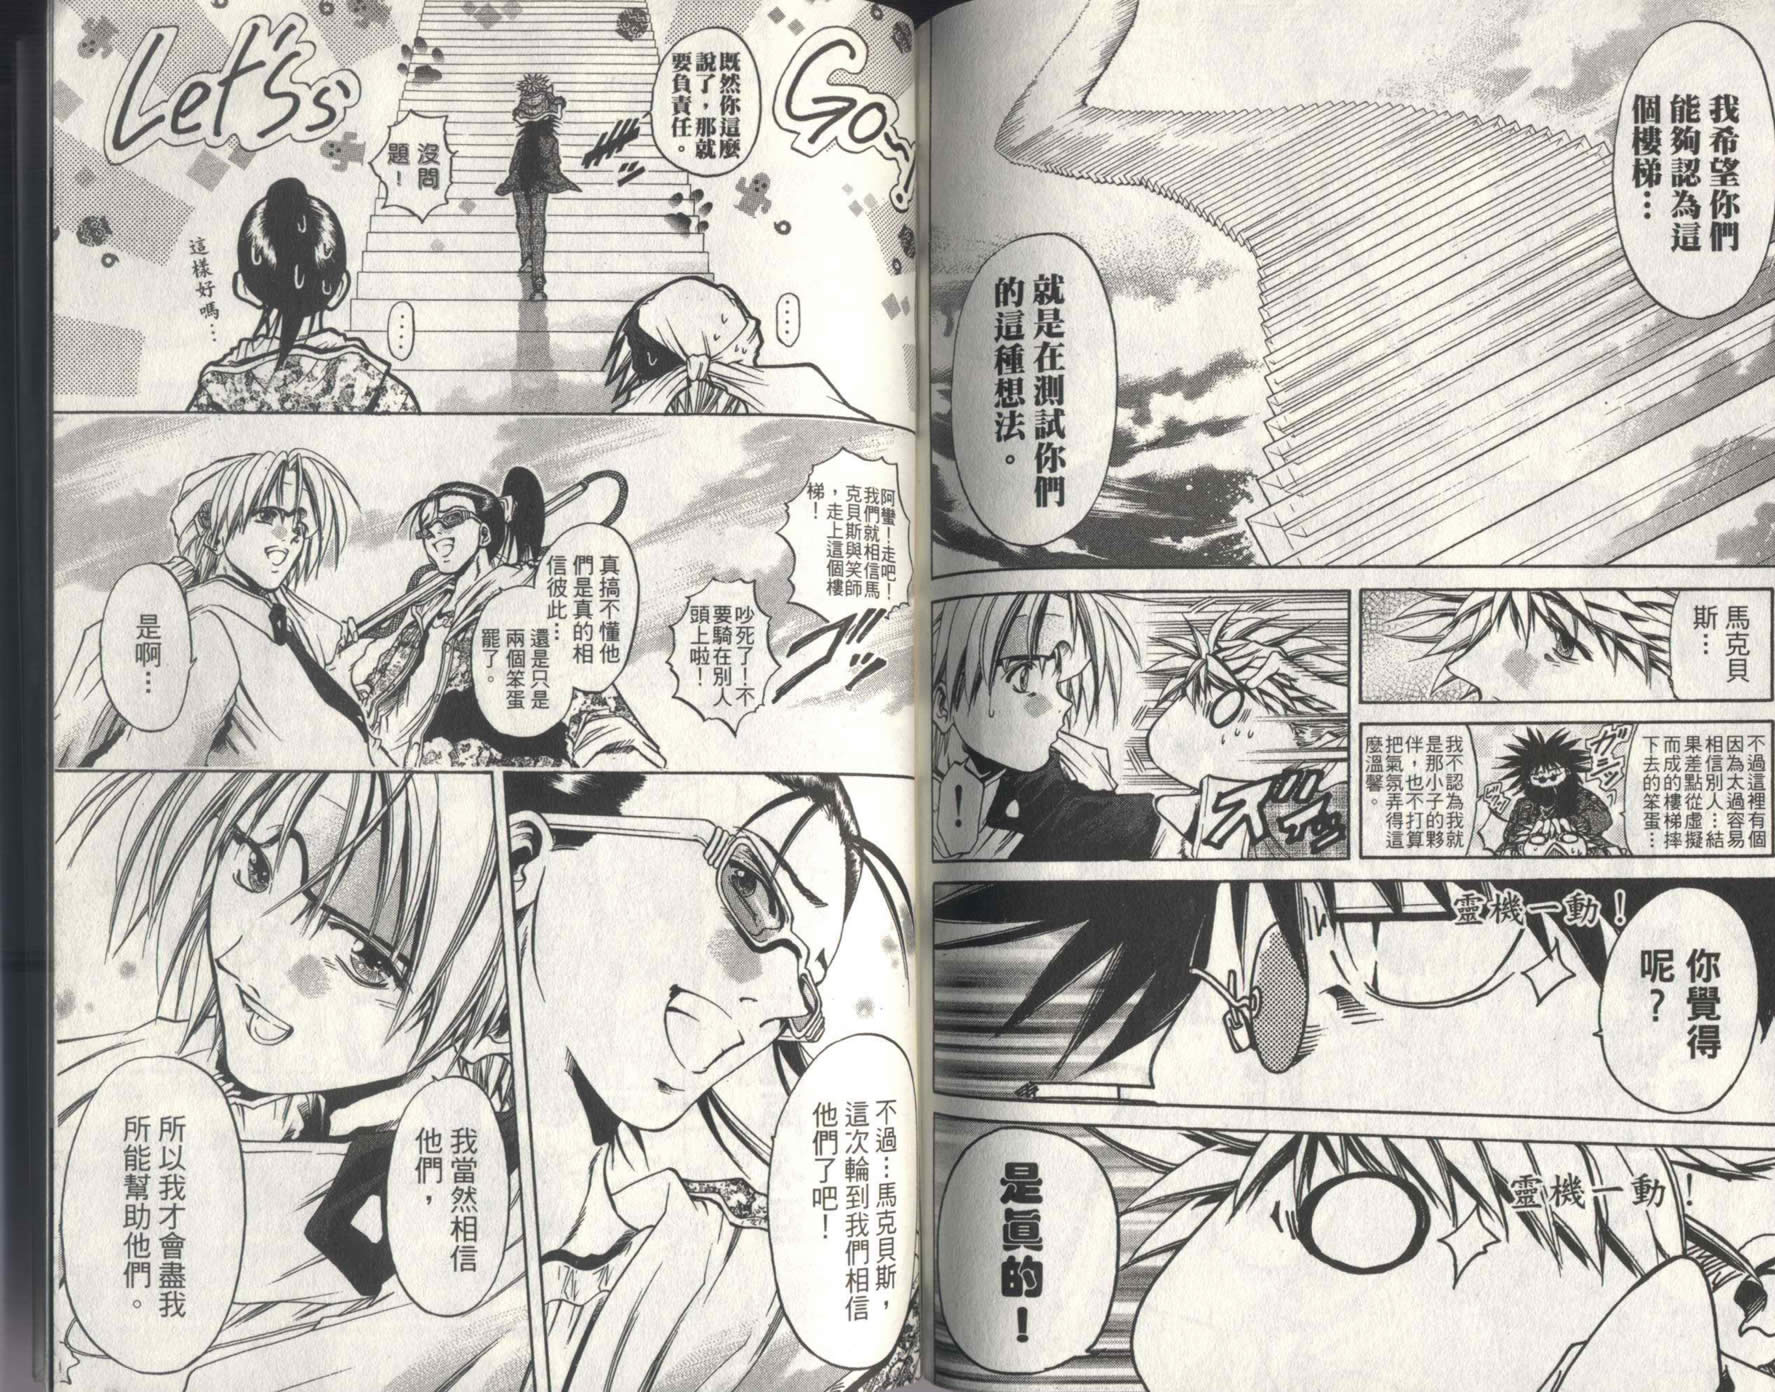 我希望你們
能夠認為這
個樓梯…
就是在測試你們
的這種想法。
馬克貝
斯…
不過這裡有個
因為太過容易
相信別人…結
果差點從虛擬
而成的樓梯摔
下去的笨蛋…
我不認為我就
是那小子的夥
伴，也不打算
把氣氛弄得這
麼溫馨。
！
靈機一動！
你覺得
呢？
靈機一動！
是真的！
Let'ss
Go~!
既然你這麼
說了，那就
要負責任。
沒問
題！
……
……
這樣好嗎…
阿蠻！走吧！
我們就相信馬
克貝斯與笑師
，走上這個樓
梯！
吵死了！不
要騎在別人
頭上啦！
真搞不懂他
們是真的相
信彼此…
還是只是
兩個笨蛋
罷了。
是啊…
不過…馬克貝斯，
這次輪到我們相信
他們了吧！
我當然相信
他們，
所以我才會盡我
所能幫助他們。